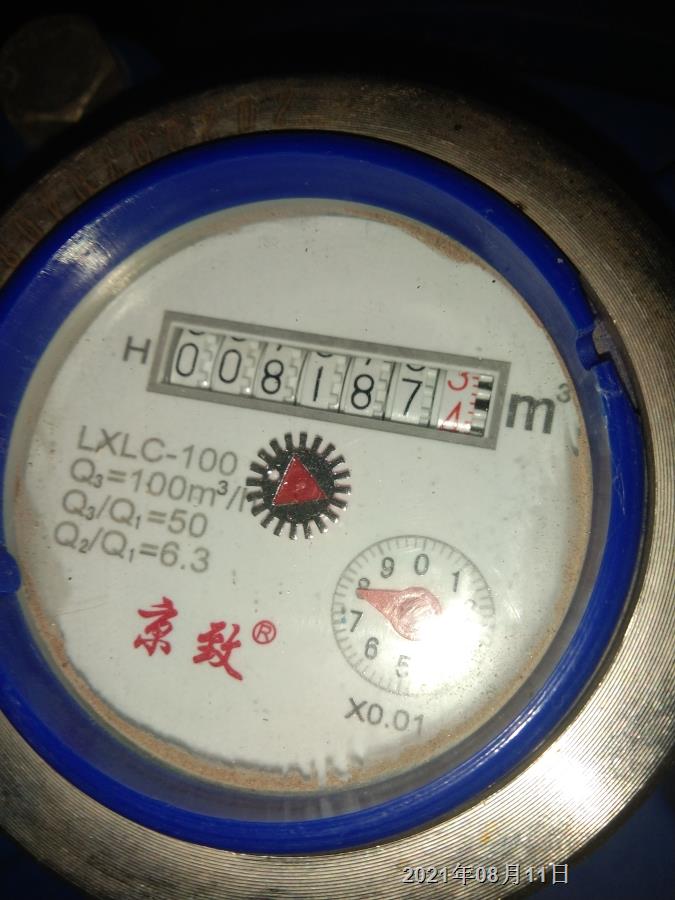 H 008187 m³
LXLC-100
Q₃=100m³/
Q₃/Q₁=50
Q₂/Q₁=6.3
京致®
9 0 1
8
7
6 5
X0.01
2021年08月11日